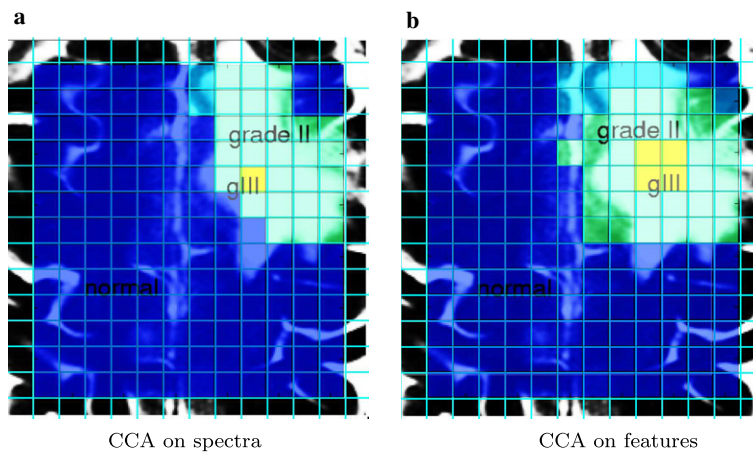 a
grade II
gIII
normal
CCA on spectra
b
grade II
gIII
normal
CCA on features